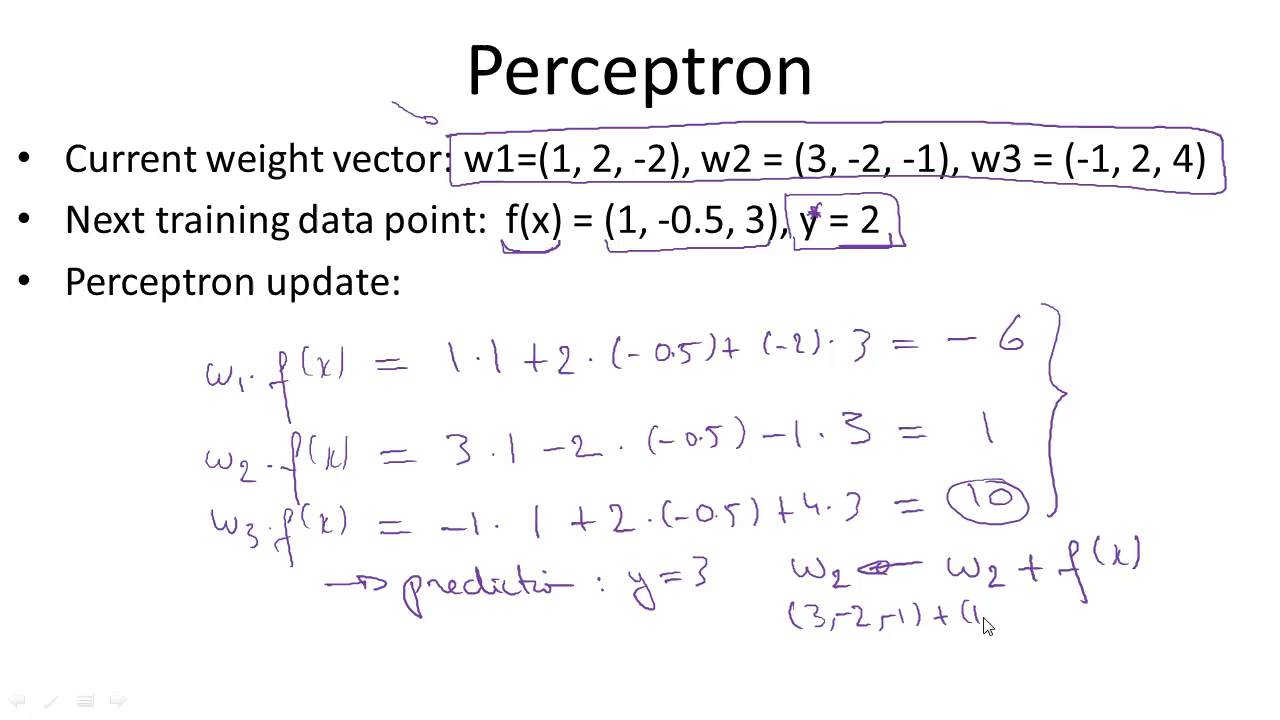 Perceptron
• Current weight vector: w1=(1, 2, -2), w2 = (3, -2, -1), w3 = (-1, 2, 4)
• Next training data point: f(x) = (1, -0.5, 3), y* = 2
• Perceptron update:
w₁·f(x) = 1·1 + 2·(-0.5) + (-2)·3 = -6
w₂·f(x) = 3·1 -2·(-0.5) -1·3 = 1
w₃·f(x) = -1·1 + 2·(-0.5) +4·3 = 10
→ prediction : y = 3
w₂ ← w₂ + f(x)
(3,-2,-1) + (1